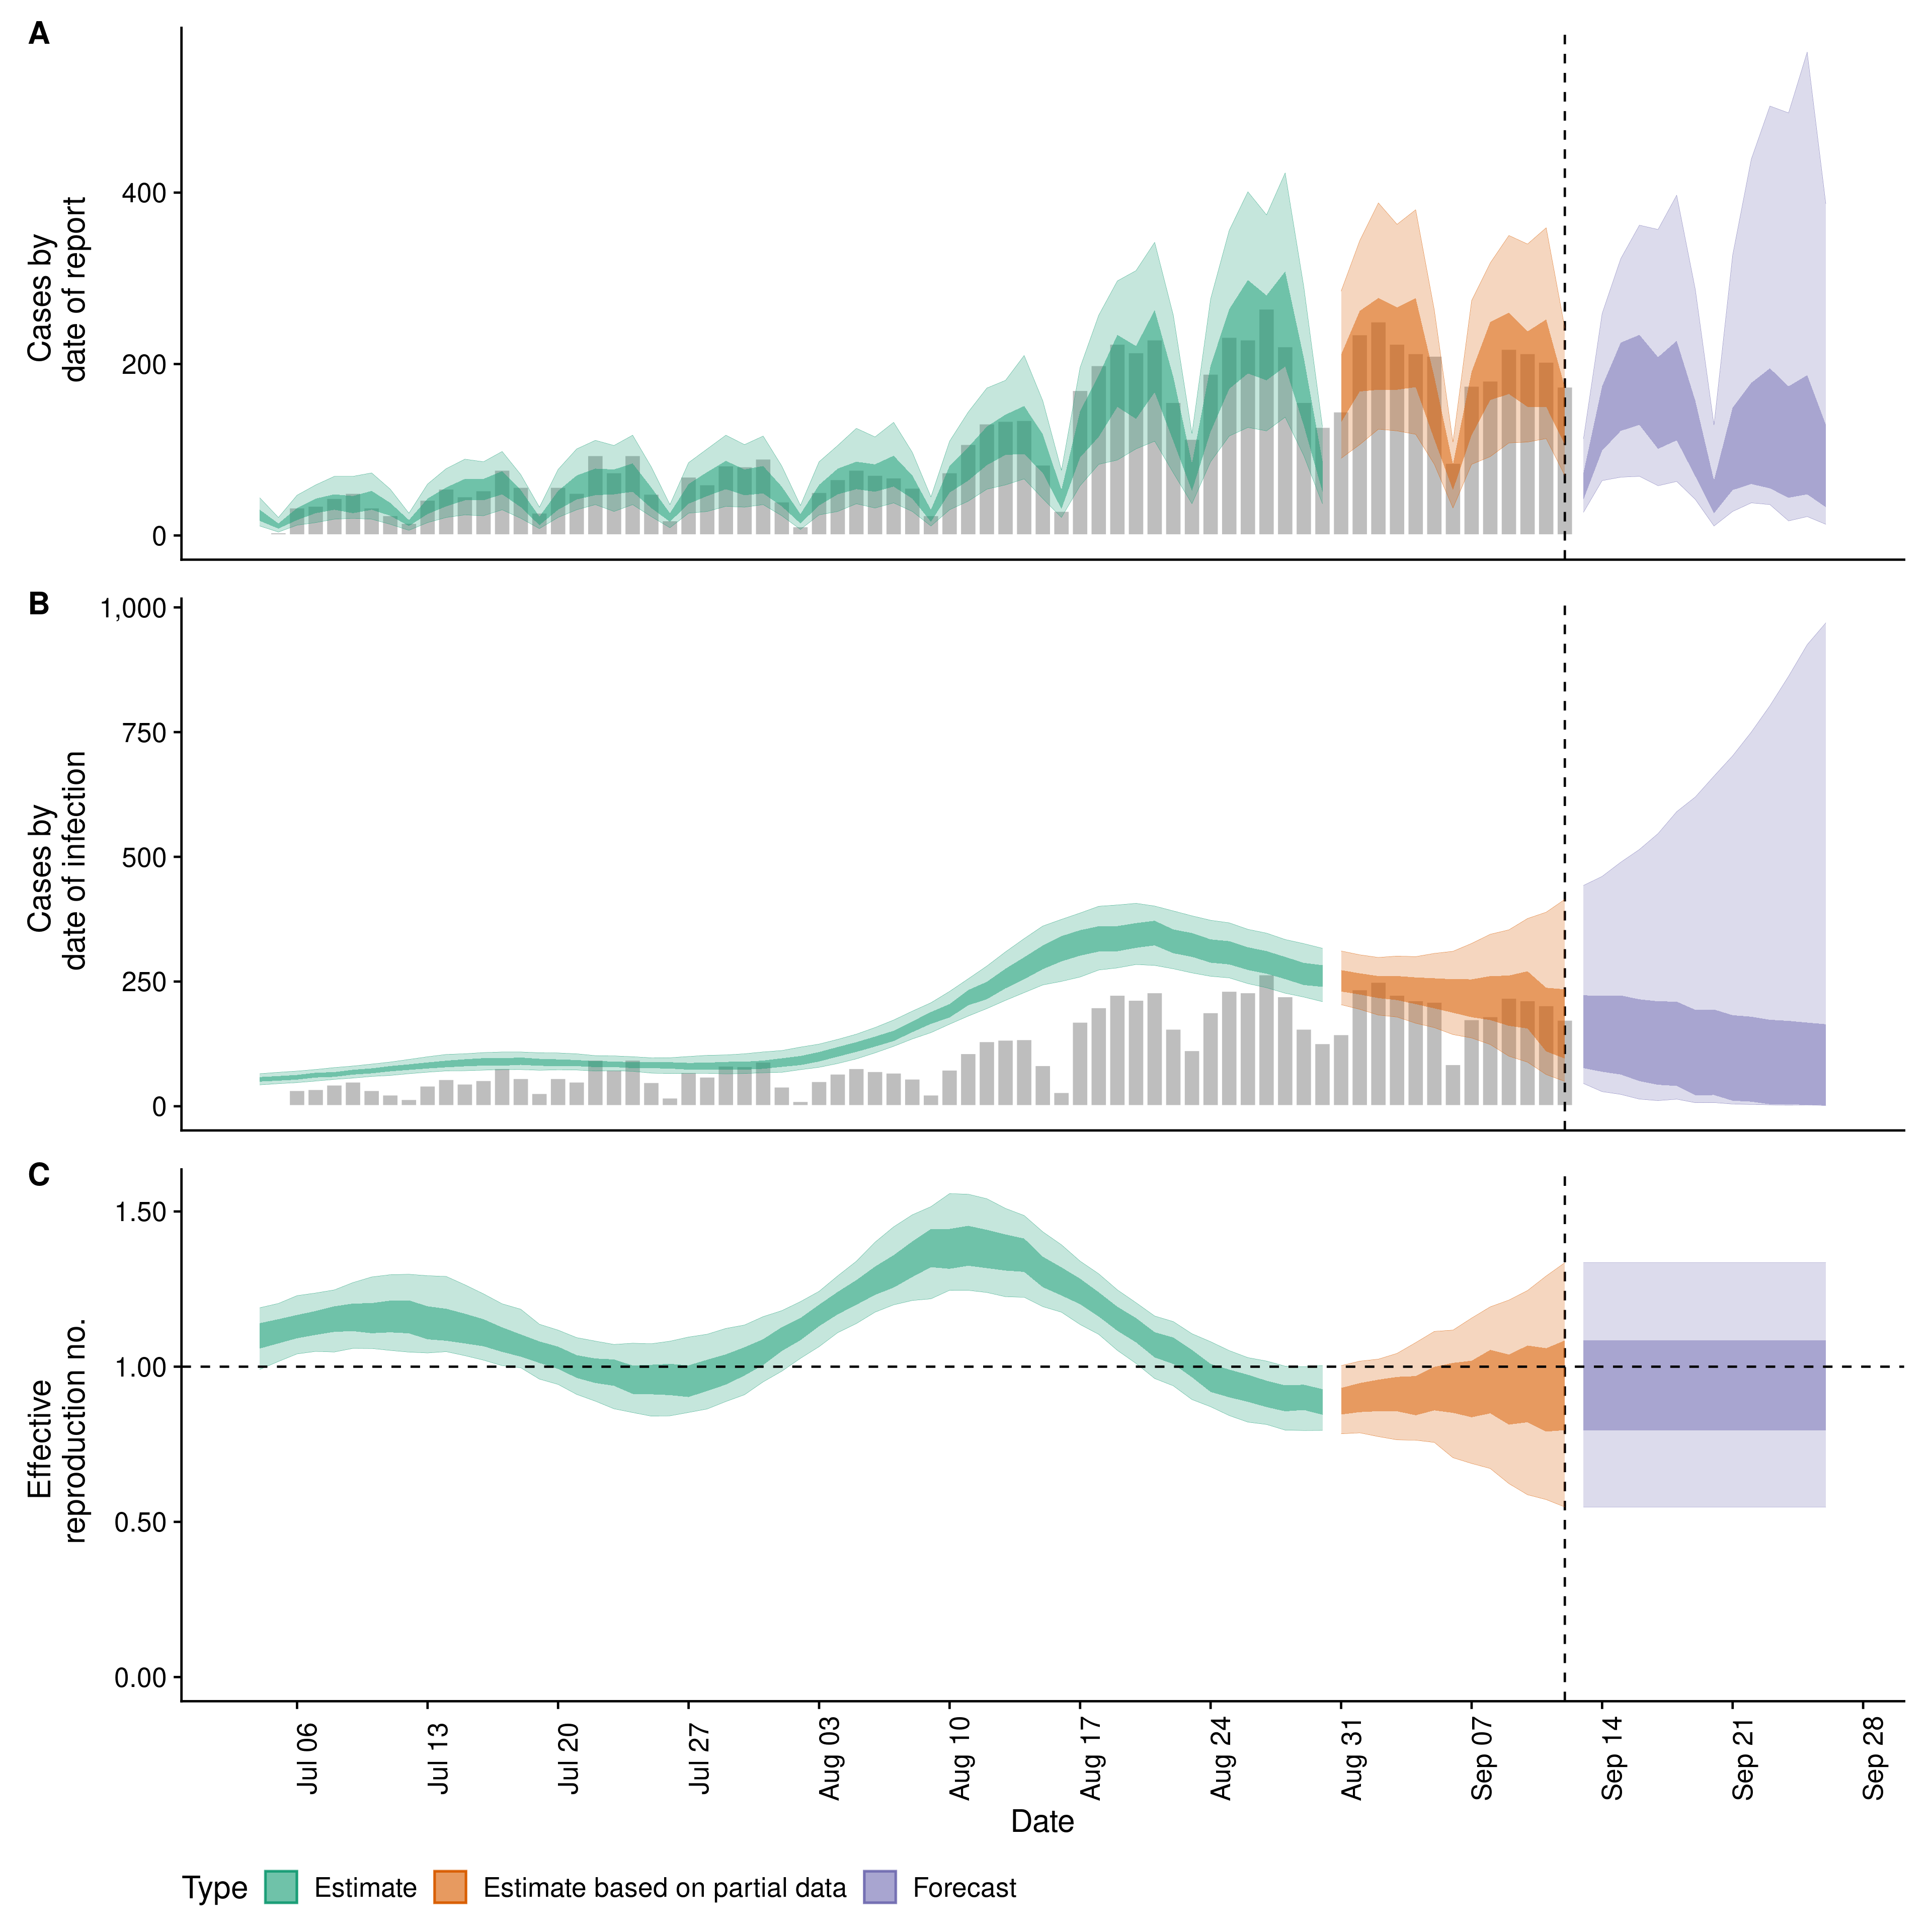 A
Cases by
date of report
400
200
0
B
Cases by
date of infection
1,000
750
500
250
0
C
Effective
reproduction no.
1.50
1.00
0.50
0.00
Jul 06
Jul 13
Jul 20
Jul 27
Aug 03
Aug 10
Aug 17
Aug 24
Aug 31
Sep 07
Sep 14
Sep 21
Sep 28
Date
Type Estimate Estimate based on partial data Forecast